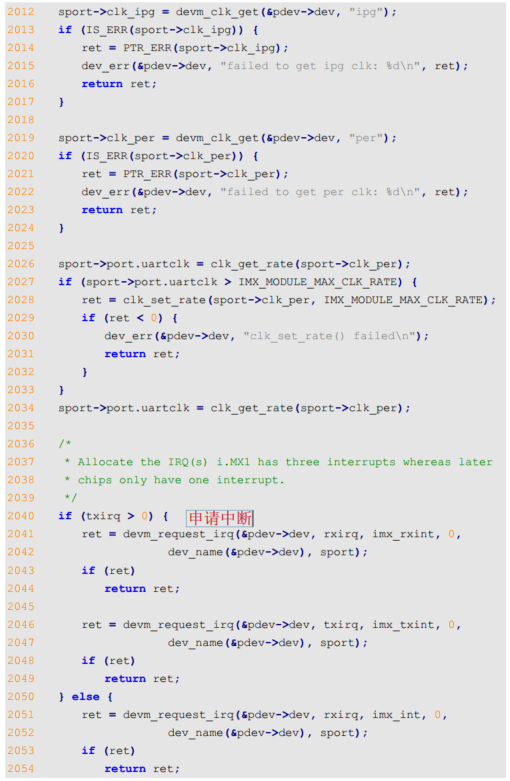 2012 sport->clk_ipg = devm_clk_get(&pdev->dev, "ipg");
2013 if (IS_ERR(sport->clk_ipg)) {
2014 ret = PTR_ERR(sport->clk_ipg);
2015 dev_err(&pdev->dev, "failed to get ipg clk: %d\n", ret);
2016 return ret;
2017 }
2018
2019 sport->clk_per = devm_clk_get(&pdev->dev, "per");
2020 if (IS_ERR(sport->clk_per)) {
2021 ret = PTR_ERR(sport->clk_per);
2022 dev_err(&pdev->dev, "failed to get per clk: %d\n", ret);
2023 return ret;
2024 }
2025
2026 sport->port.uartclk = clk_get_rate(sport->clk_per);
2027 if (sport->port.uartclk > IMX_MODULE_MAX_CLK_RATE) {
2028 ret = clk_set_rate(sport->clk_per, IMX_MODULE_MAX_CLK_RATE);
2029 if (ret < 0) {
2030 dev_err(&pdev->dev, "clk_set_rate() failed\n");
2031 return ret;
2032 }
2033 }
2034 sport->port.uartclk = clk_get_rate(sport->clk_per);
2035
2036 /*
2037 * Allocate the IRQ(s) i.MX1 has three interrupts whereas later
2038 * chips only have one interrupt.
2039 */
2040 if (txirq > 0) { 申请中断
2041 ret = devm_request_irq(&pdev->dev, rxirq, imx_rxint, 0,
2042 dev_name(&pdev->dev), sport);
2043 if (ret)
2044 return ret;
2045
2046 ret = devm_request_irq(&pdev->dev, txirq, imx_txint, 0,
2047 dev_name(&pdev->dev), sport);
2048 if (ret)
2049 return ret;
2050 } else {
2051 ret = devm_request_irq(&pdev->dev, rxirq, imx_int, 0,
2052 dev_name(&pdev->dev), sport);
2053 if (ret)
2054 return ret;